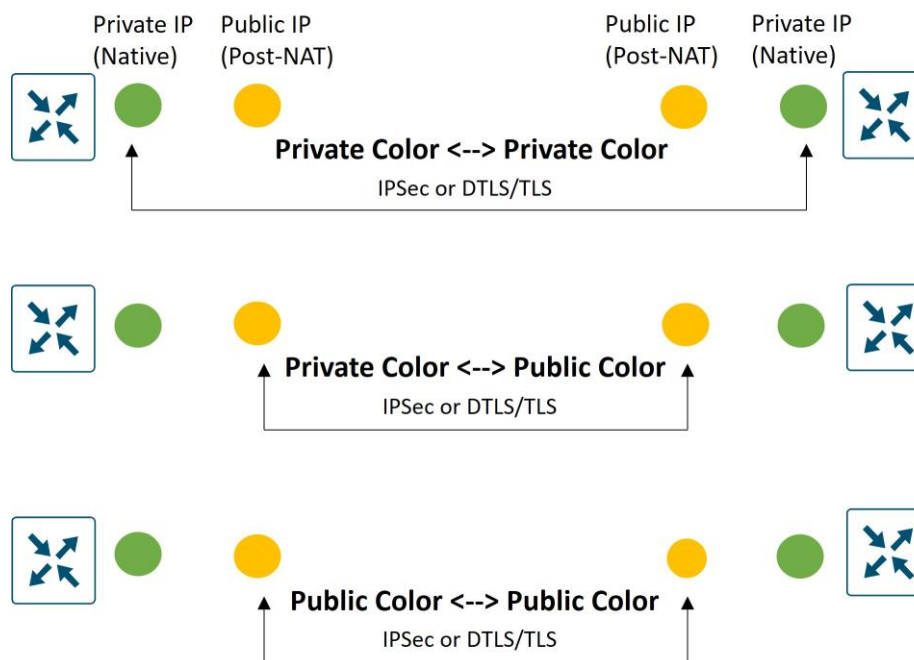 Private IP
(Native)
Public IP
(Post-NAT)
Public IP
(Post-NAT)
Private IP
(Native)
Private Color <--> Private Color
IPSec or DTLS/TLS
Private Color <--> Public Color
IPSec or DTLS/TLS
Public Color <--> Public Color
IPSec or DTLS/TLS